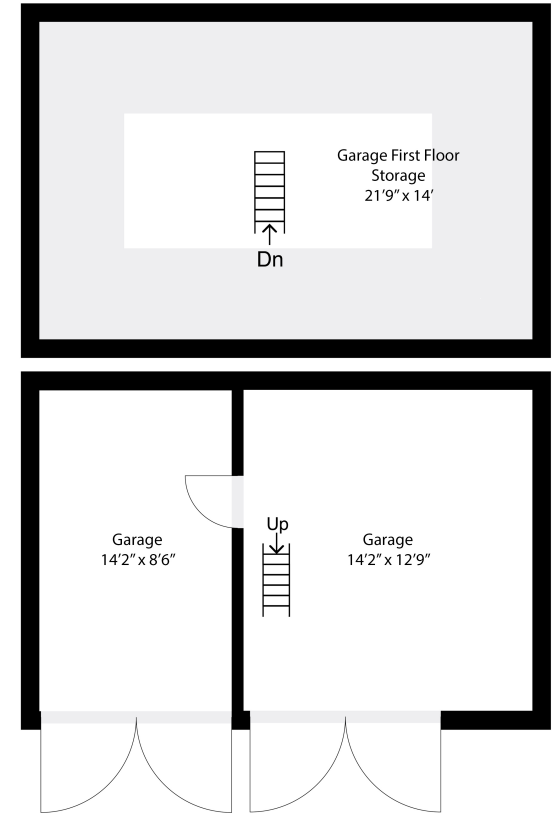 Garage First Floor
Storage
21'9” x 14'
Dn
Up
Garage
14'2” x 8'6”
Garage
14'2” x 12'9”